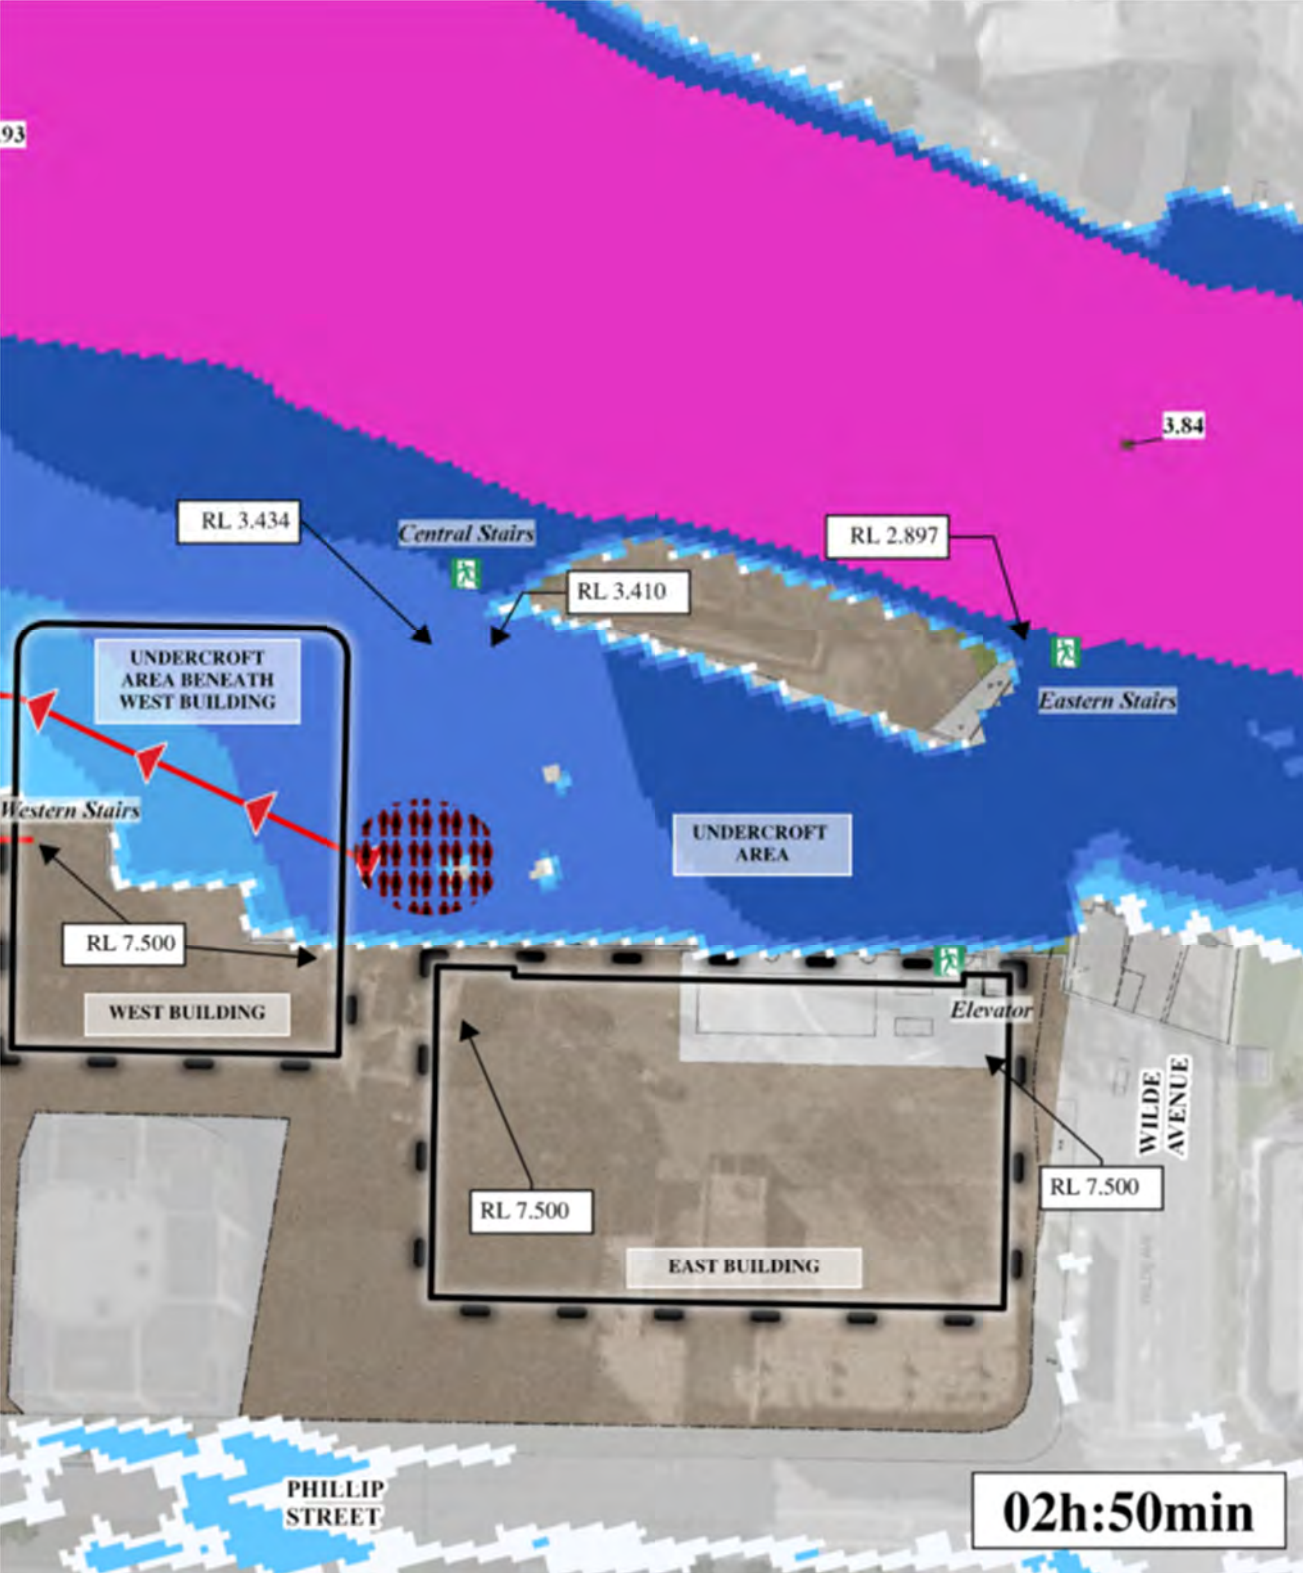 .93
3.84
RL 3.434
Central Stairs
RL 2.897
RL 3.410
UNDERCROFT
AREA BENEATH
WEST BUILDING
Eastern Stairs
Western Stairs
UNDERCROFT
AREA
RL 7.500
WEST BUILDING
Elevator
WILDE
AVENUE
RL 7.500
RL 7.500
EAST BUILDING
PHILLIP
STREET
02h:50min